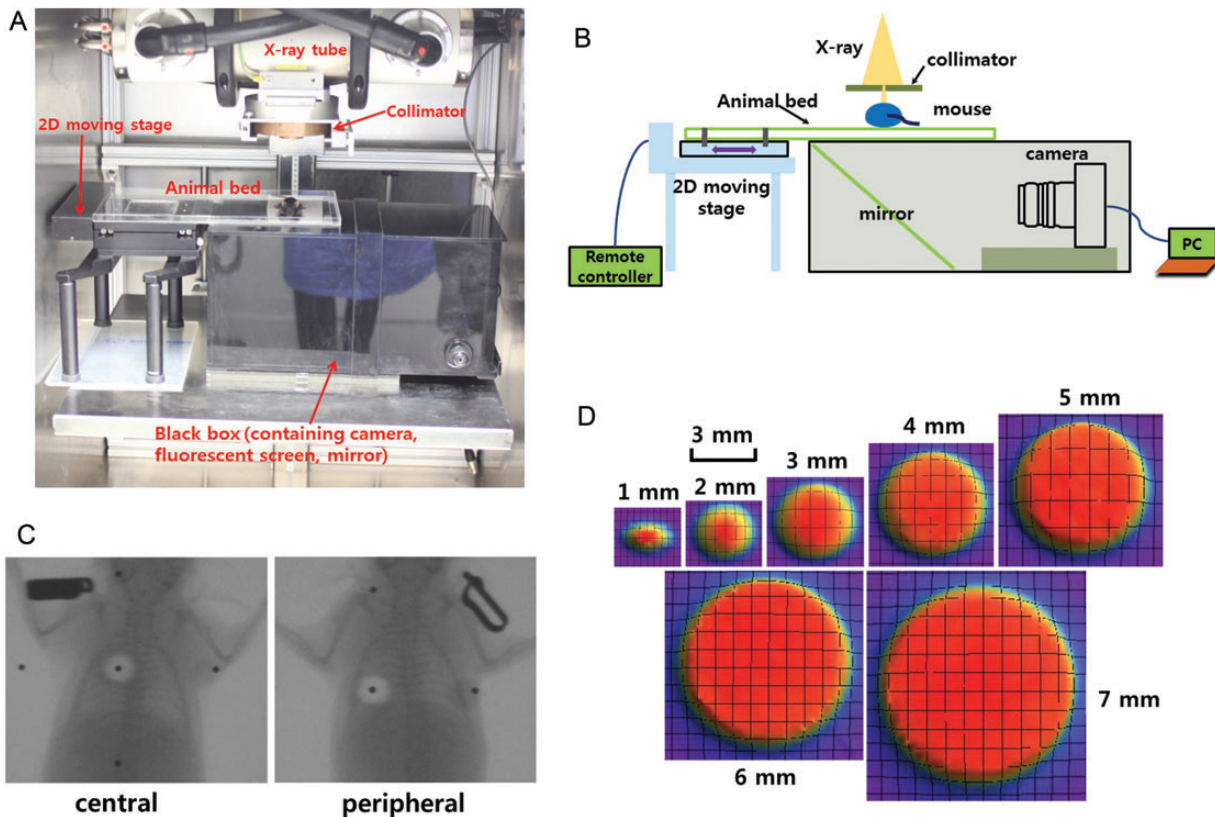 A
X-ray tube
Collimator
2D moving stage
Animal bed
Black box (containing camera,
fluorescent screen, mirror)
B
X-ray
collimator
Animal bed
mouse
camera
2D moving
stage
mirror
Remote
controller
PC
C
central
peripheral
D
5 mm
4 mm
3 mm
3 mm
2 mm
1 mm
6 mm
7 mm